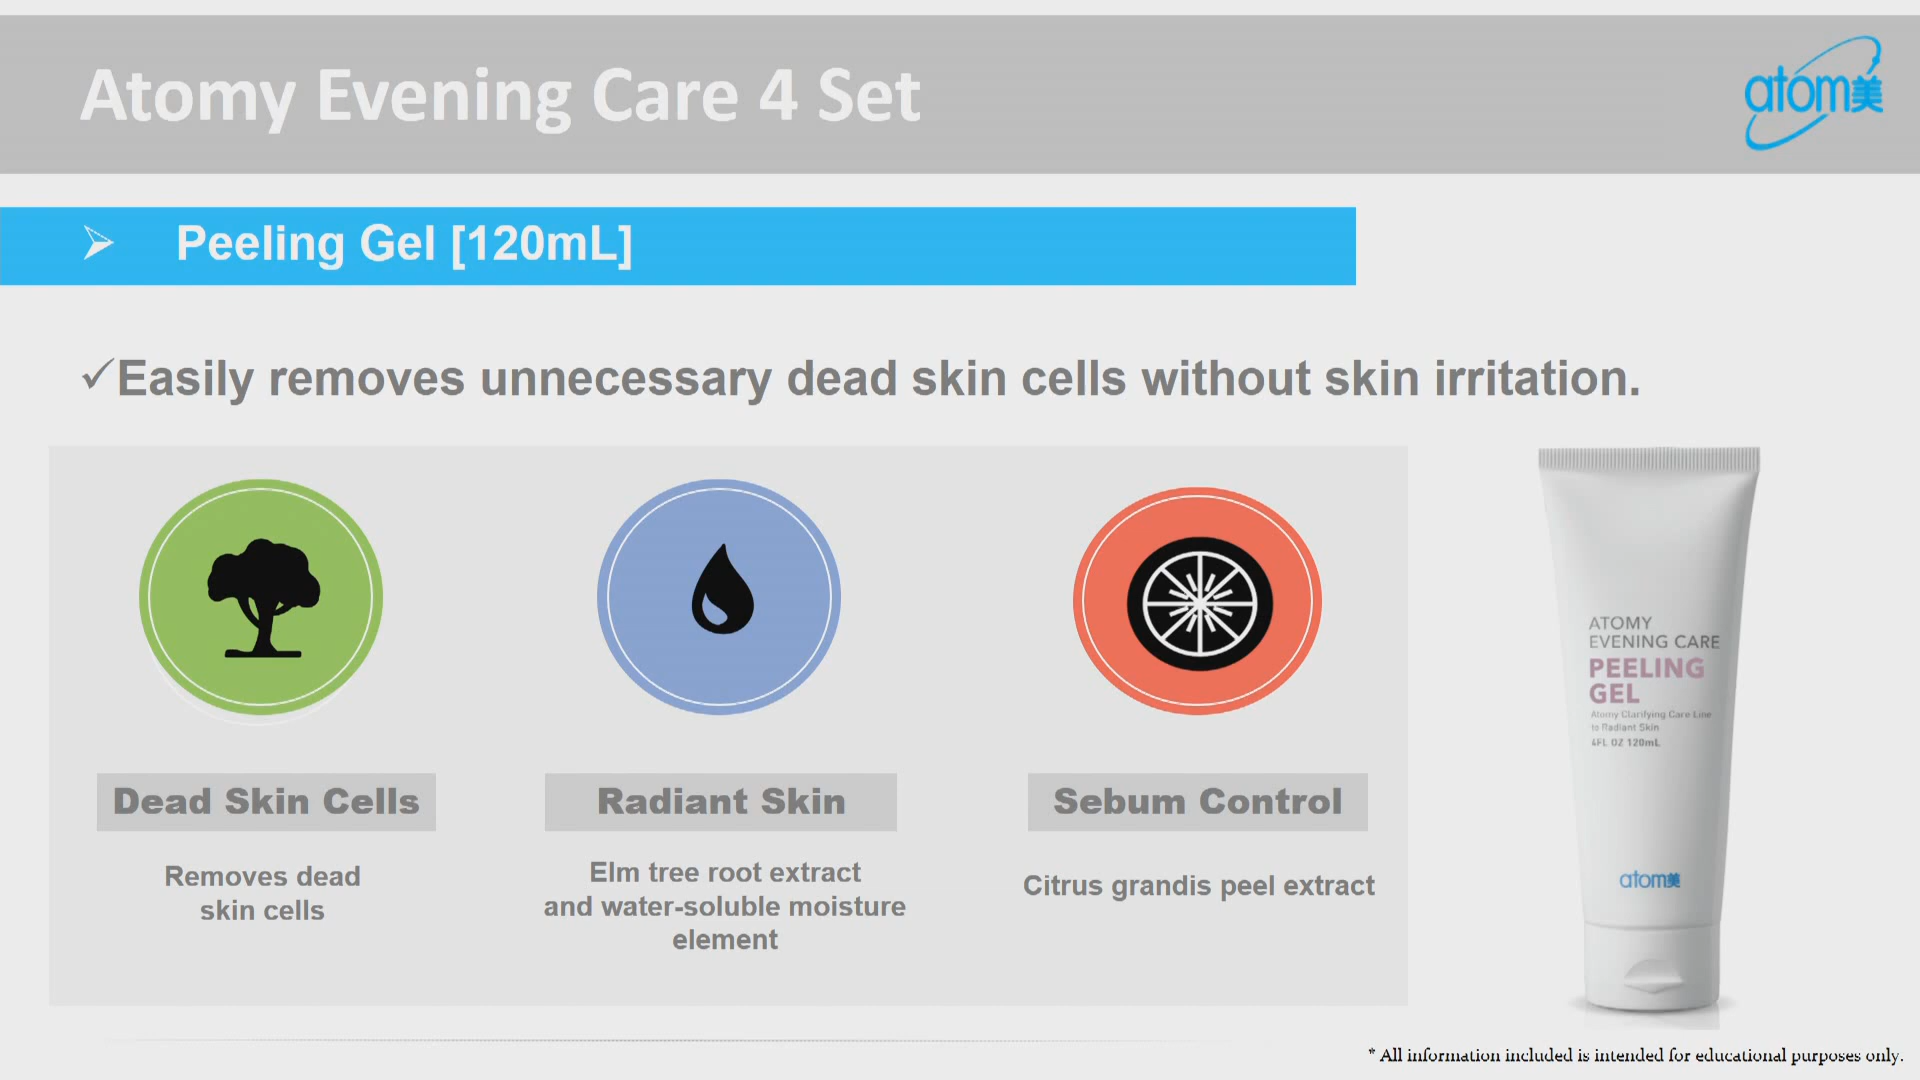 Atomy Evening Care 4 Set
atom美
Peeling Gel [120mL]
Easily removes unnecessary dead skin cells without skin irritation.
Dead Skin Cells
Removes dead
skin cells
Radiant Skin
Elm tree root extract
and water-soluble moisture
element
Sebum Control
Citrus grandis peel extract
ATOMY
EVENING CARE
PEELING
GEL
Atomy Clarifying Care Line
to Radiant Skin
4FL OZ 120mL
atom美
* All information included is intended for educational purposes only.